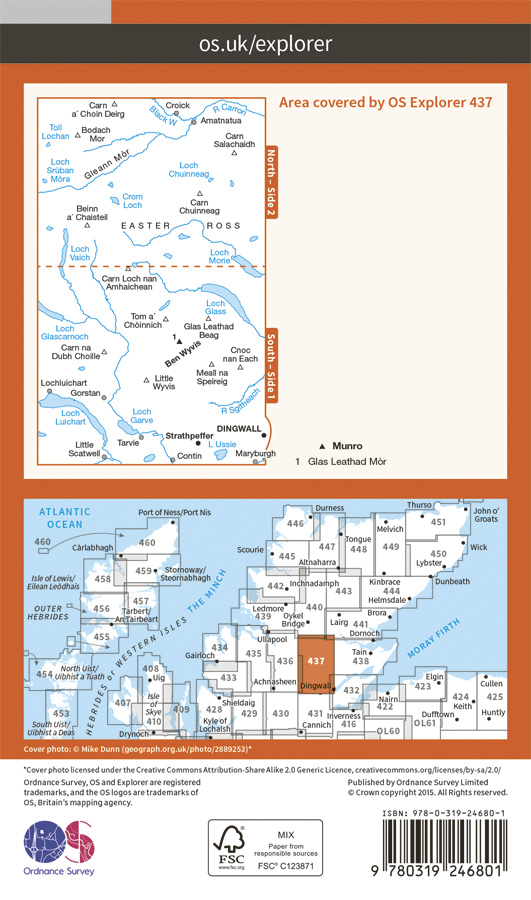 os.uk/explorer
Area covered by OS Explorer 437
Carn
a' Choin Deirg
Croick
Black W
R Carron
Amatnatua
Toll
Lochan
Bodach
Mor
Gleann Mòr
Carn
Salachaidh
Loch
Srùban
Mòra
Loch
Chuinneag
Crom
Loch
Carn
Chuinneag
Beinn
a' Chaisteil
EASTER ROSS
Loch
Vaich
Loch
Morie
North – Side 2
Carn Loch nan
Amhaichean
Loch
Glass
Tom a'
Chòinnich
Glas Leathad
Beag
Loch
Glascarnoch
1
Ben Wyvis
Carn na
Dubh Choille
Cnoc
nan Each
Meall na
Speireig
Little
Wyvis
Lochluichart
Gorstan
R Sgitheach
Loch
Luichart
Loch
Garve
DINGWALL
Strathpeffer
Tarvie
L Ussie
Little
Scatwell
Contin
Maryburgh
South – Side 1
Munro
1 Glas Leathad Mòr
ATLANTIC
OCEAN
460
Port of Ness/Port Nis
460
Càrlabhagh
459
Stornoway/
Steornabhagh
458
Isle of Lewis/
Eilean Leòdhais
457
456
Tarbert/
An Tairbeart
OUTER
HEBRIDES
455
THE MINCH
HEBRIDES or WESTERN ISLES
454
North Uist/
Uibhist a Tuath
453
South Uist/
Uibhist a Deas
408
Uig
407
Isle
of
Skye
410
409
Drynoch
446
Durness
Thurso
451
John o'
Groats
Tongue
Melvich
447
448
449
Scourie
445
Altnaharra
450
Wick
Lybster
Dunbeath
442
Inchnadamph
443
Kinbrace
444
Helmsdale
Ledmore
439
440
Oykel
Bridge
Lairg
441
Brora
Dornoch
Ullapool
434
Gairloch
435
436
437
Tain
438
MORAY FIRTH
433
Achnasheen
Dingwall
432
Nairn
Elgin
423
Cullen
424
425
Keith
Huntly
Shieldaig
428
429
430
431
Inverness
416
422
Dufftown
OL61
Kyle of
Lochalsh
Cannich
OL60
Cover photo: © Mike Dunn (geograph.org.uk/photo/2889253)*
*Cover photo licensed under the Creative Commons Attribution-Share Alike 2.0 Generic Licence, creativecommons.org/licenses/by-sa/2.0/
Ordnance Survey, OS and Explorer are registered
trademarks, and the OS logos are trademarks of
OS, Britain's mapping agency.
Published by Ordnance Survey Limited
© Crown copyright 2015. All Rights reserved.
OS
Ordnance Survey
FSC
www.fsc.org
MIX
Paper from
responsible sources
FSC® C123871
ISBN: 978-0-319-24680-1
9 780319 246801